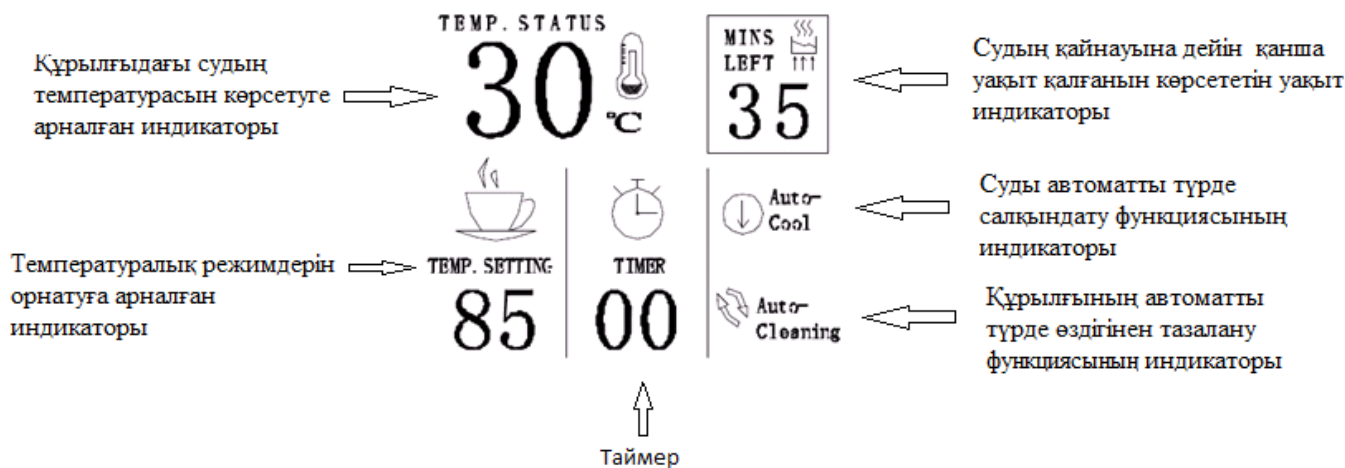 TEMP. STATUS
30
°C
MINS
LEFT
35
Құрылғыдағы судың
температурасын көрсетуге
арналған индикаторы
Судың қайнауына дейін қанша
уақыт қалғанын көрсететін уақыт
индикаторы
Auto-
Cool
Суды автоматты түрде
салқындату функциясының
индикаторы
Температуралық режимдерін
орнатуға арналған
индикаторы
TEMP. SETTING
85
TIMER
00
Auto-
Cleaning
Құрылғының автоматты
түрде өздігінен тазалану
функциясының индикаторы
Таймер